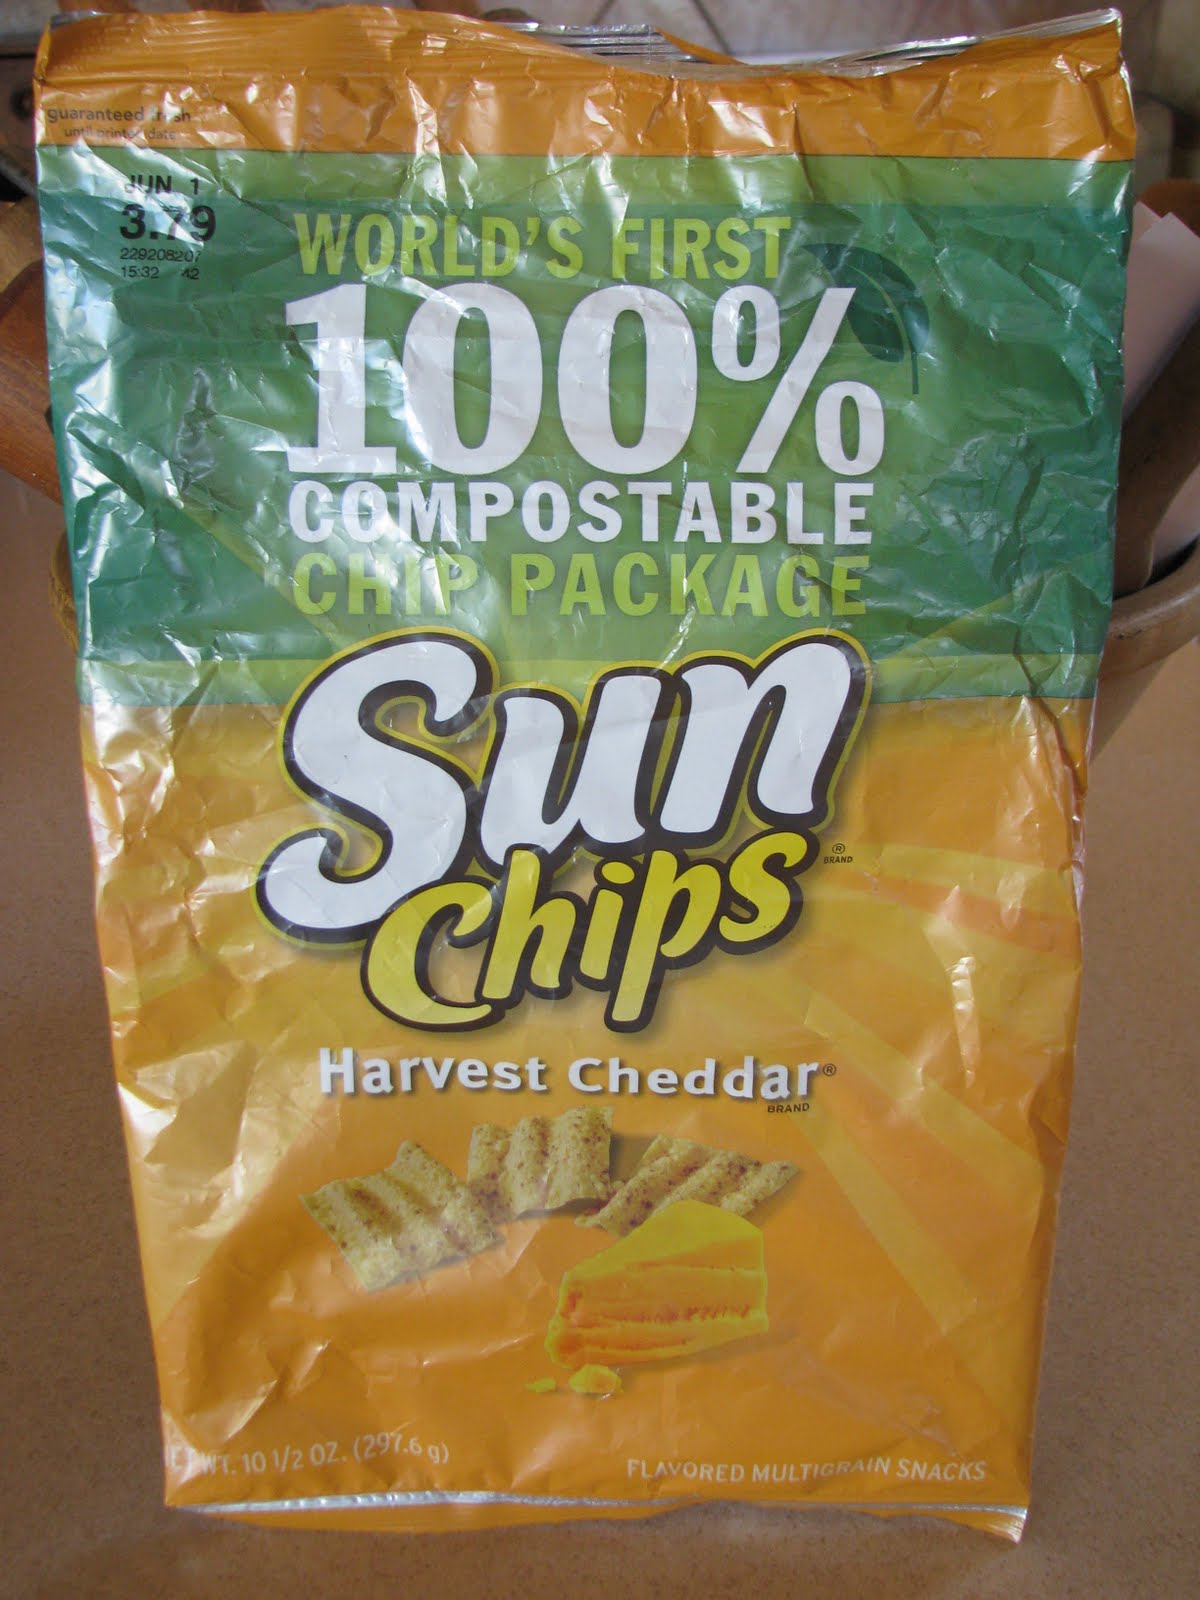 guaranteed fresh
until printed date
JUN 1
3.79
229208207
15:32 42
WORLD'S FIRST
100%
COMPOSTABLE
CHIP PACKAGE
Sun
Chips
®
BRAND
Harvest Cheddar®
BRAND
NET WT. 10 1/2 OZ. (297.6 g)
FLAVORED MULTIGRAIN SNACKS